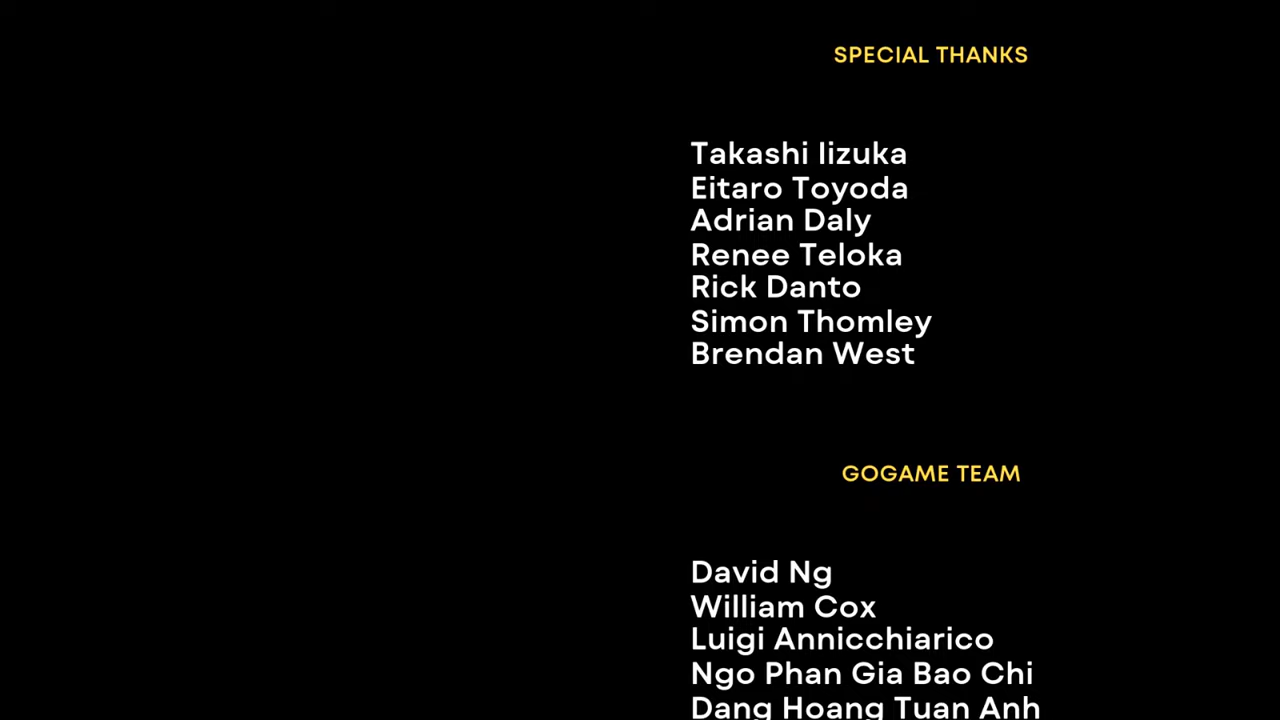 SPECIAL THANKS
Takashi Iizuka
Eitaro Toyoda
Adrian Daly
Renee Teloka
Rick Danto
Simon Thomley
Brendan West
GOGAME TEAM
David Ng
William Cox
Luigi Annicchiarico
Ngo Phan Gia Bao Chi
Dang Hoang Tuan Anh